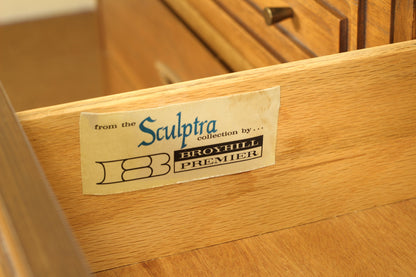 from the Sculptra
collection by...
B BROYHILL
PREMIER